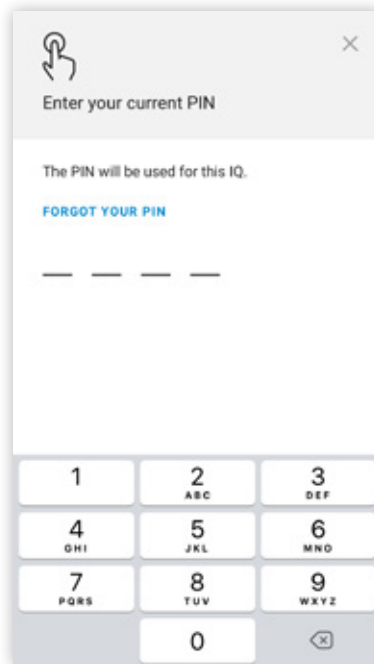 Enter your current PIN
The PIN will be used for this IQ.
FORGOT YOUR PIN
1 2 3
ABC DEF
4 5 6
GHI JKL MNO
7 8 9
PQRS TUV WXYZ
0